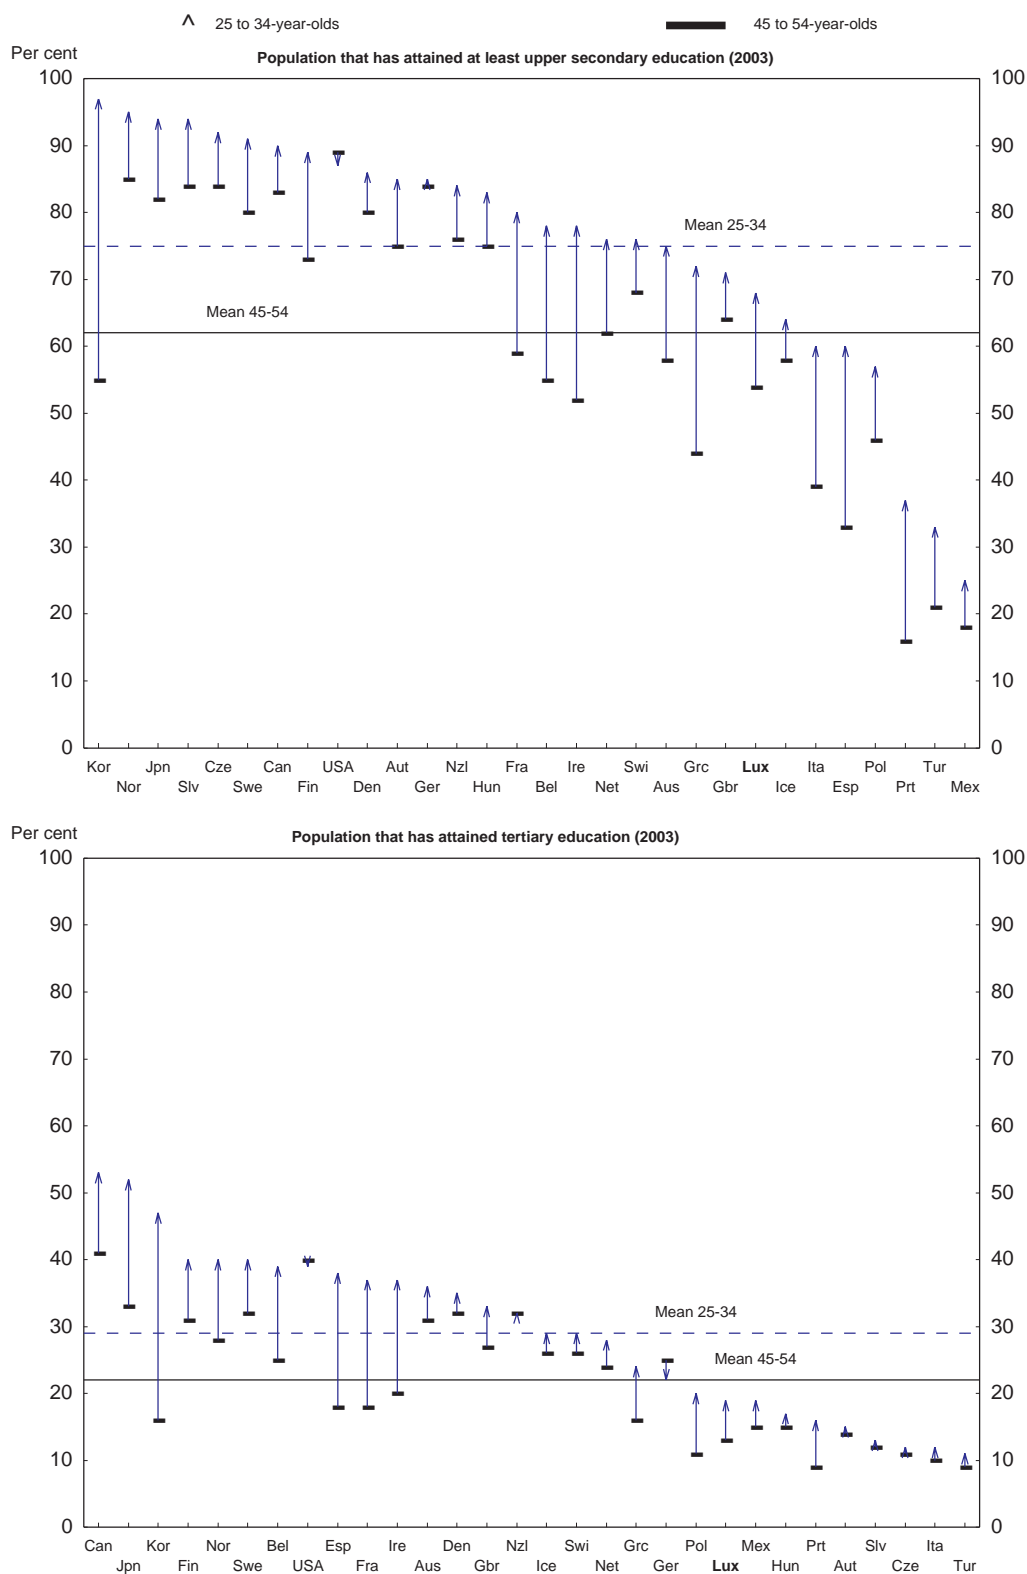 25 to 34-year-olds 45 to 54-year-olds
Per cent
Population that has attained at least upper secondary education (2003)
100 100
90 90
80 80
Mean 25-34
70 70
Mean 45-54
60 60
50 50
40 40
30 30
20 20
10 10
0 0
Kor Jpn Cze Can USA Aut Nzl Fra Ire Swi Grc Lux Ita Pol Tur
Nor Slv Swe Fin Den Ger Hun Bel Net Aus Gbr Ice Esp Prt Mex
Per cent
Population that has attained tertiary education (2003)
100 100
90 90
80 80
70 70
60 60
50 50
40 40
Mean 25-34
30 30
Mean 45-54
20 20
10 10
0 0
Can Kor Nor Bel Esp Ire Den Nzl Swi Grc Pol Mex Prt Slv Ita
Jpn Fin Swe USA Fra Aus Gbr Ice Net Ger Lux Hun Aut Cze Tur